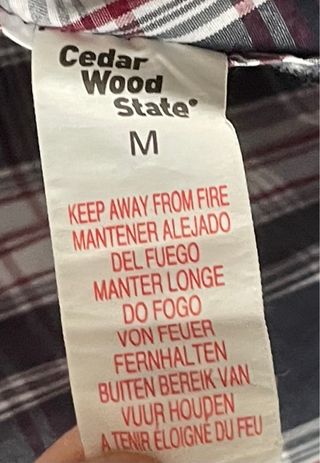 Cedar
Wood
State®
M
KEEP AWAY FROM FIRE
MANTENER ALEJADO
DEL FUEGO
MANTER LONGE
DO FOGO
VON FEUER
FERNHALTEN
BUITEN BEREIK VAN
VUUR HOUDEN
A TENIR ÉLOIGNÉ DU FEU